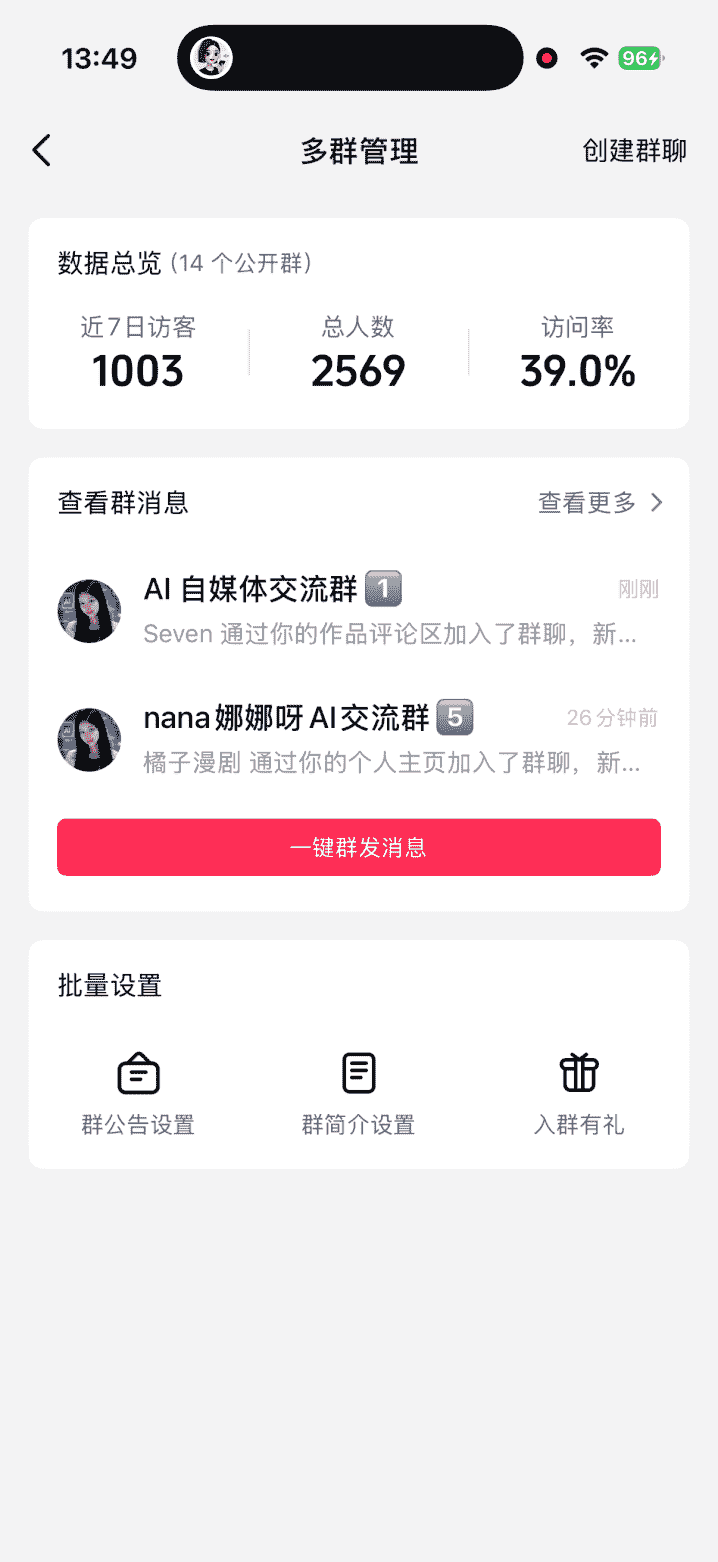 13:49
96
多群管理
创建群聊
数据总览 (14 个公开群)
近7日访客 总人数 访问率
1003 2569 39.0%
查看群消息 查看更多
AI 自媒体交流群 1 刚刚
Seven 通过你的作品评论区加入了群聊，新...
nana娜娜呀AI交流群 5 26分钟前
橘子漫剧 通过你的个人主页加入了群聊，新...
一键群发消息
批量设置
群公告设置 群简介设置 入群有礼